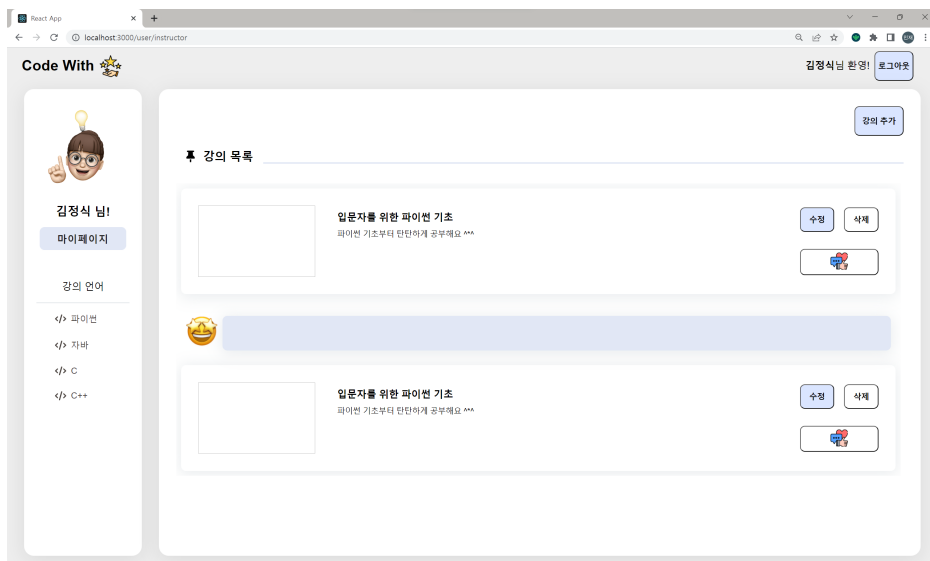 React App
localhost:3000/user/instructor
Code With
김정식님 환영!
로그아웃
김정식 님!
마이페이지
강의 언어
</> 파이썬
</> 자바
</> C
</> C++
강의 추가
강의 목록
입문자를 위한 파이썬 기초
파이썬 기초부터 탄탄하게 공부해요 ^^^
수정
삭제
입문자를 위한 파이썬 기초
파이썬 기초부터 탄탄하게 공부해요 ^^^
수정
삭제